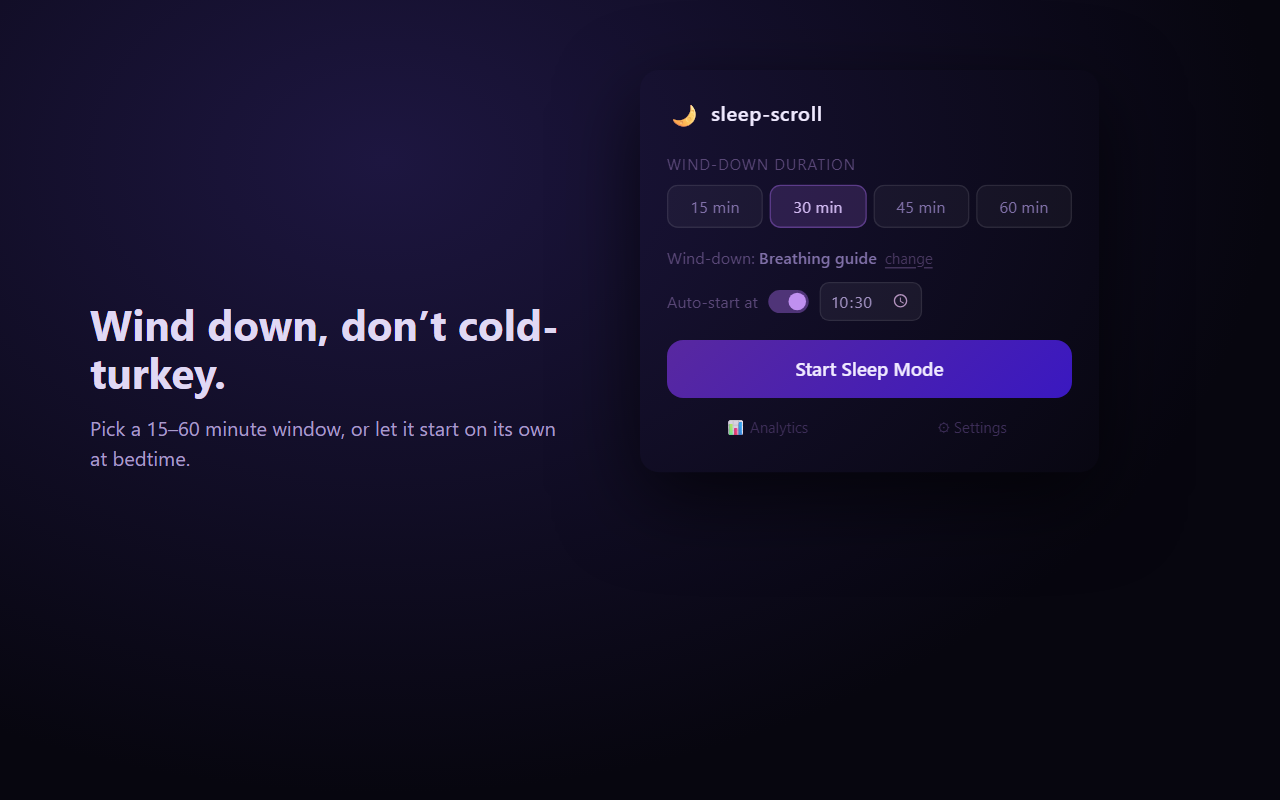 Wind down, don’t cold-
turkey.
Pick a 15–60 minute window, or let it start on its own
at bedtime.
sleep-scroll
WIND-DOWN DURATION
15 min 30 min 45 min 60 min
Wind-down: Breathing guide change
Auto-start at 10:30
Start Sleep Mode
Analytics Settings